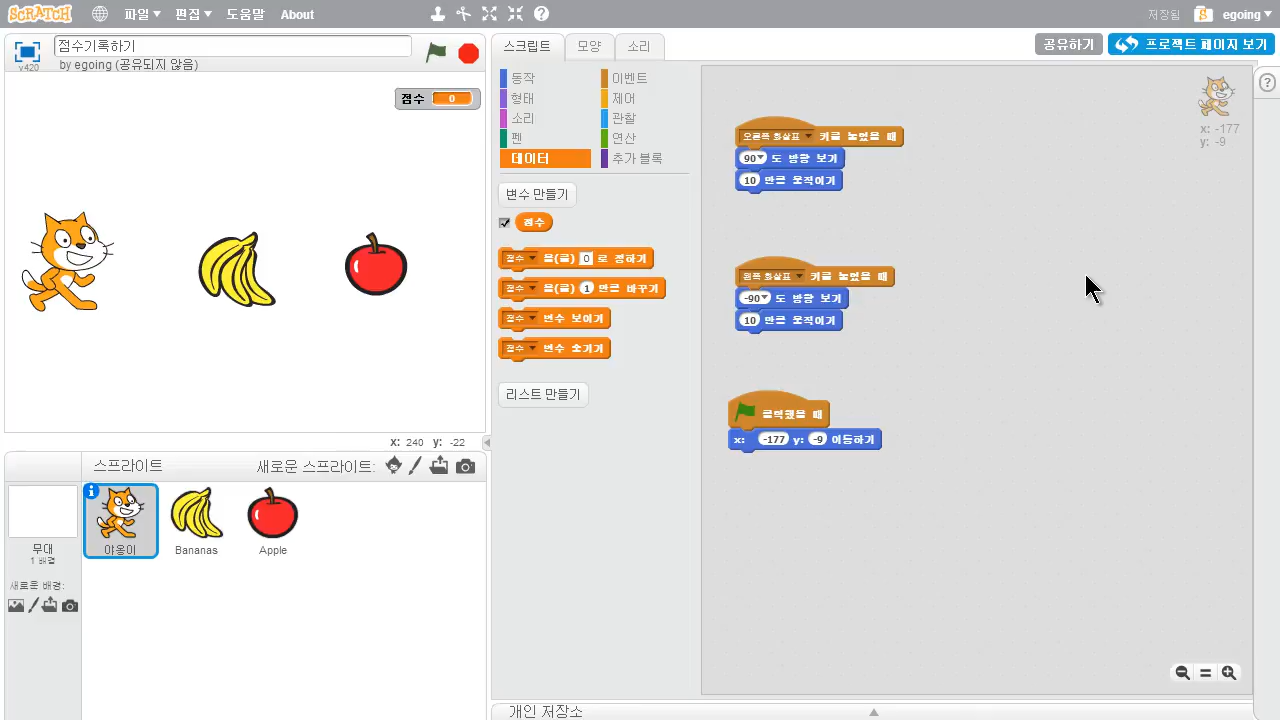 SCRATCH 파일 편집 도움말 About 저장됨 S egoing
점수기록하기
by egoing (공유되지 않음)
v420
스크립트 모양 소리
공유하기 프로젝트 페이지 보기
점수 0
동작 이벤트
형태 제어
소리 관찰
펜 연산
데이터 추가 블록
변수 만들기
점수
점수 을(를) 0 로 정하기
점수 을(를) 1 만큼 바꾸기
점수 변수 보이기
점수 변수 숨기기
리스트 만들기
x: -177
y: -9
오른쪽 화살표 키를 눌렀을 때
90 도 방향 보기
10 만큼 움직이기
왼쪽 화살표 키를 눌렀을 때
-90 도 방향 보기
10 만큼 움직이기
클릭했을 때
x: -177 y: -9 이동하기
x: 240 y: -22
스프라이트 새로운 스프라이트:
무대
1 배경
새로운 배경:
야옹이 Bananas Apple
개인 저장소